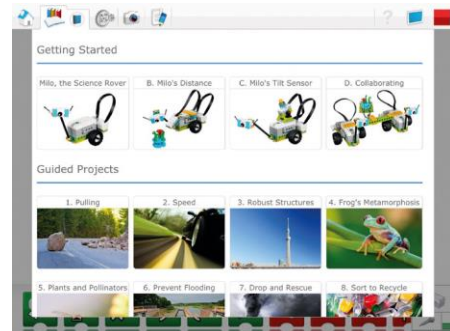 Getting Started
Milo, the Science Rover
B. Milo's Distance
C. Milo's Tilt Sensor
D. Collaborating
Guided Projects
1. Pulling
2. Speed
3. Robust Structures
4. Frog's Metamorphosis
5. Plants and Pollinators
6. Prevent Flooding
7. Drop and Rescue
8. Sort to Recycle